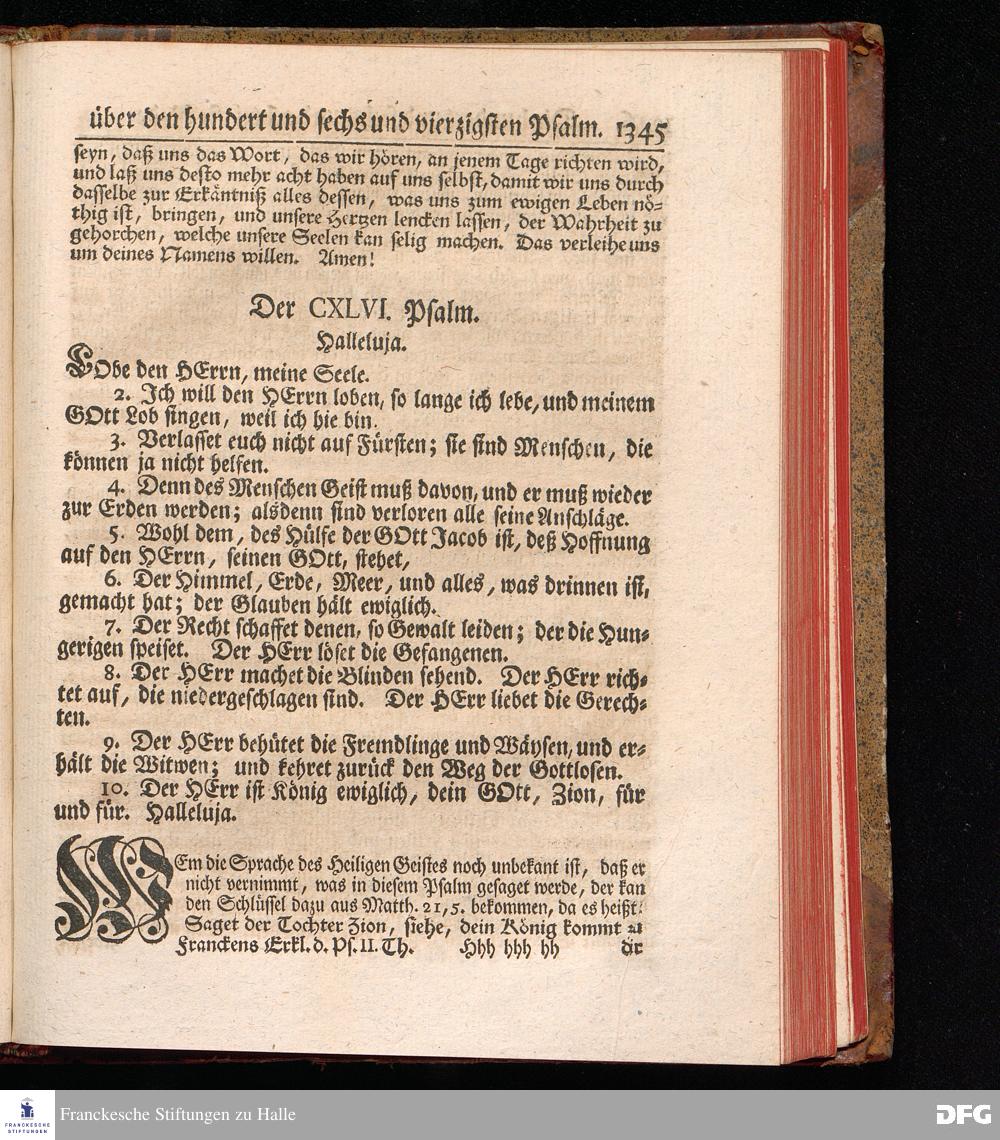 über den hundert und sechs und vierzigsten Psalm. 1345
seyn, daß uns das Wort, das wir hören, an jenem Tage richten wird,
und laß uns desto mehr acht haben auf uns selbst, damit wir uns durch
dasselbe zur Erkäntniß alles dessen, was uns zum ewigen Leben nö-
thig ist, bringen, und unsere Hertzen lencken lassen, der Wahrheit zu
gehorchen, welche unsere Seelen kan selig machen. Das verleihe uns
um deines Namens willen. Amen!
Der CXLVI. Psalm.
Halleluja.
LObe den HErrn, meine Seele.
2. Ich will den HErrn loben, so lange ich lebe, und meinem
GOtt Lob singen, weil ich hie bin.
3. Verlasset euch nicht auf Fürsten; sie sind Menschen, die
können ja nicht helfen.
4. Denn des Menschen Geist muß davon, und er muß wieder
zur Erden werden; alsdenn sind verloren alle seine Anschläge.
5. Wohl dem, des Hülfe der GOtt Jacob ist, deß Hoffnung
auf den HErrn, seinen GOtt, stehet,
6. Der Himmel, Erde, Meer, und alles, was drinnen ist,
gemacht hat; der Glauben hält ewiglich.
7. Der Recht schaffet denen, so Gewalt leiden; der die Hun-
gerigen speiset. Der HErr löset die Gefangenen.
8. Der HErr machet die Blinden sehend. Der HErr rich-
tet auf, die niedergeschlagen sind. Der HErr liebet die Gerech-
ten.
9. Der HErr behütet die Fremdlinge und Wäysen, und er-
hält die Witwen; und kehret zurück den Weg der Gottlosen.
10. Der HErr ist König ewiglich, dein GOtt, Zion, für
und für. Halleluja.
WEm die Sprache des Heiligen Geistes noch unbekant ist, daß er
nicht vernimmt, was in diesem Psalm gesaget werde, der kan
den Schlüssel dazu aus Matth. 21, 5. bekommen, da es heißt:
Saget der Tochter Zion, siehe, dein König kommt zu
Franckens Erkl. d. Ps. II. Th. Hhh hhh hh dir
Franckesche Stiftungen zu Halle
FRANCKESCHE
STIFTUNGEN
DFG